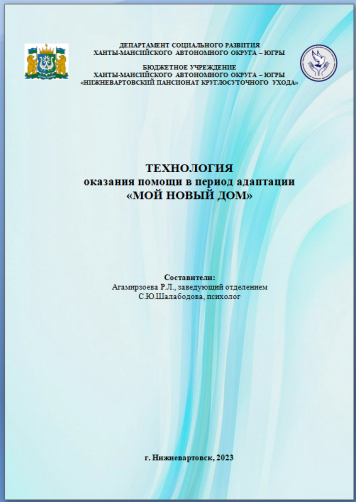 ДЕПАРТАМЕНТ СОЦИАЛЬНОГО РАЗВИТИЯ
ХАНТЫ-МАНСИЙСКОГО АВТОНОМНОГО ОКРУГА – ЮГРЫ
БЮДЖЕТНОЕ УЧРЕЖДЕНИЕ
ХАНТЫ-МАНСИЙСКОГО АВТОНОМНОГО ОКРУГА – ЮГРЫ
«НИЖНЕВАРТОВСКИЙ ПАНСИОНАТ КРУГЛОСУТОЧНОГО УХОДА»
ТЕХНОЛОГИЯ
оказания помощи в период адаптации
«МОЙ НОВЫЙ ДОМ»
Составители:
Агамирзоева Р.Л., заведующий отделением
С.Ю.Шалабодова, психолог
г. Нижневартовск, 2023